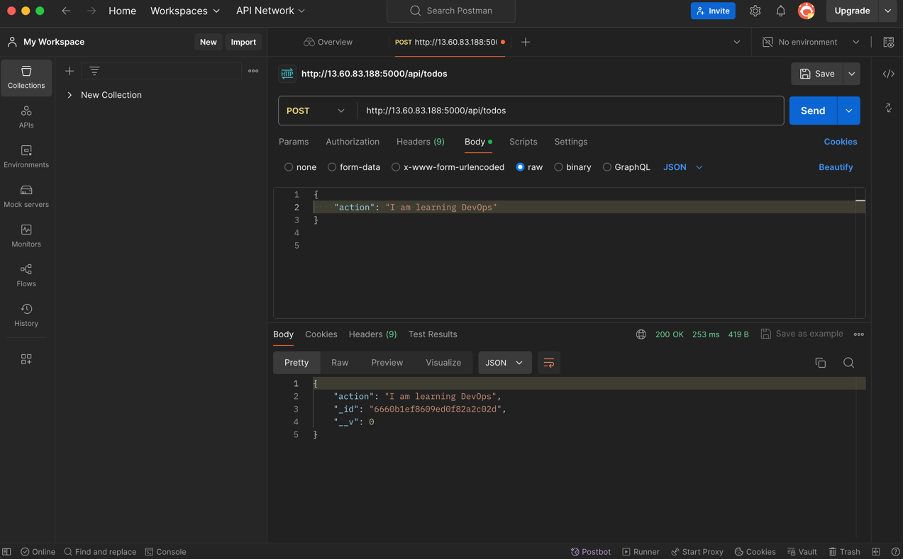 Home Workspaces API Network Search Postman Invite Upgrade
My Workspace New Import Overview POST http://13.60.83.188:50 No environment
HTTP http://13.60.83.188:5000/api/todos Save
Collections
New Collection
APIs
Environments
Mock servers
Monitors
Flows
History
POST http://13.60.83.188:5000/api/todos Send
Params Authorization Headers (9) Body Scripts Settings Cookies
none form-data x-www-form-urlencoded raw binary GraphQL JSON Beautify
1 {
2 "action": "I am learning DevOps"
3 }
4
5
Body Cookies Headers (9) Test Results 200 OK 253 ms 419 B Save as example
Pretty Raw Preview Visualize JSON
1 {
2 "action": "I am learning DevOps",
3 "_id": "6660b1ef8609ed0f82a2c02d",
4 "__v": 0
5 }
Online Find and replace Console Postbot Runner Start Proxy Cookies Vault Trash